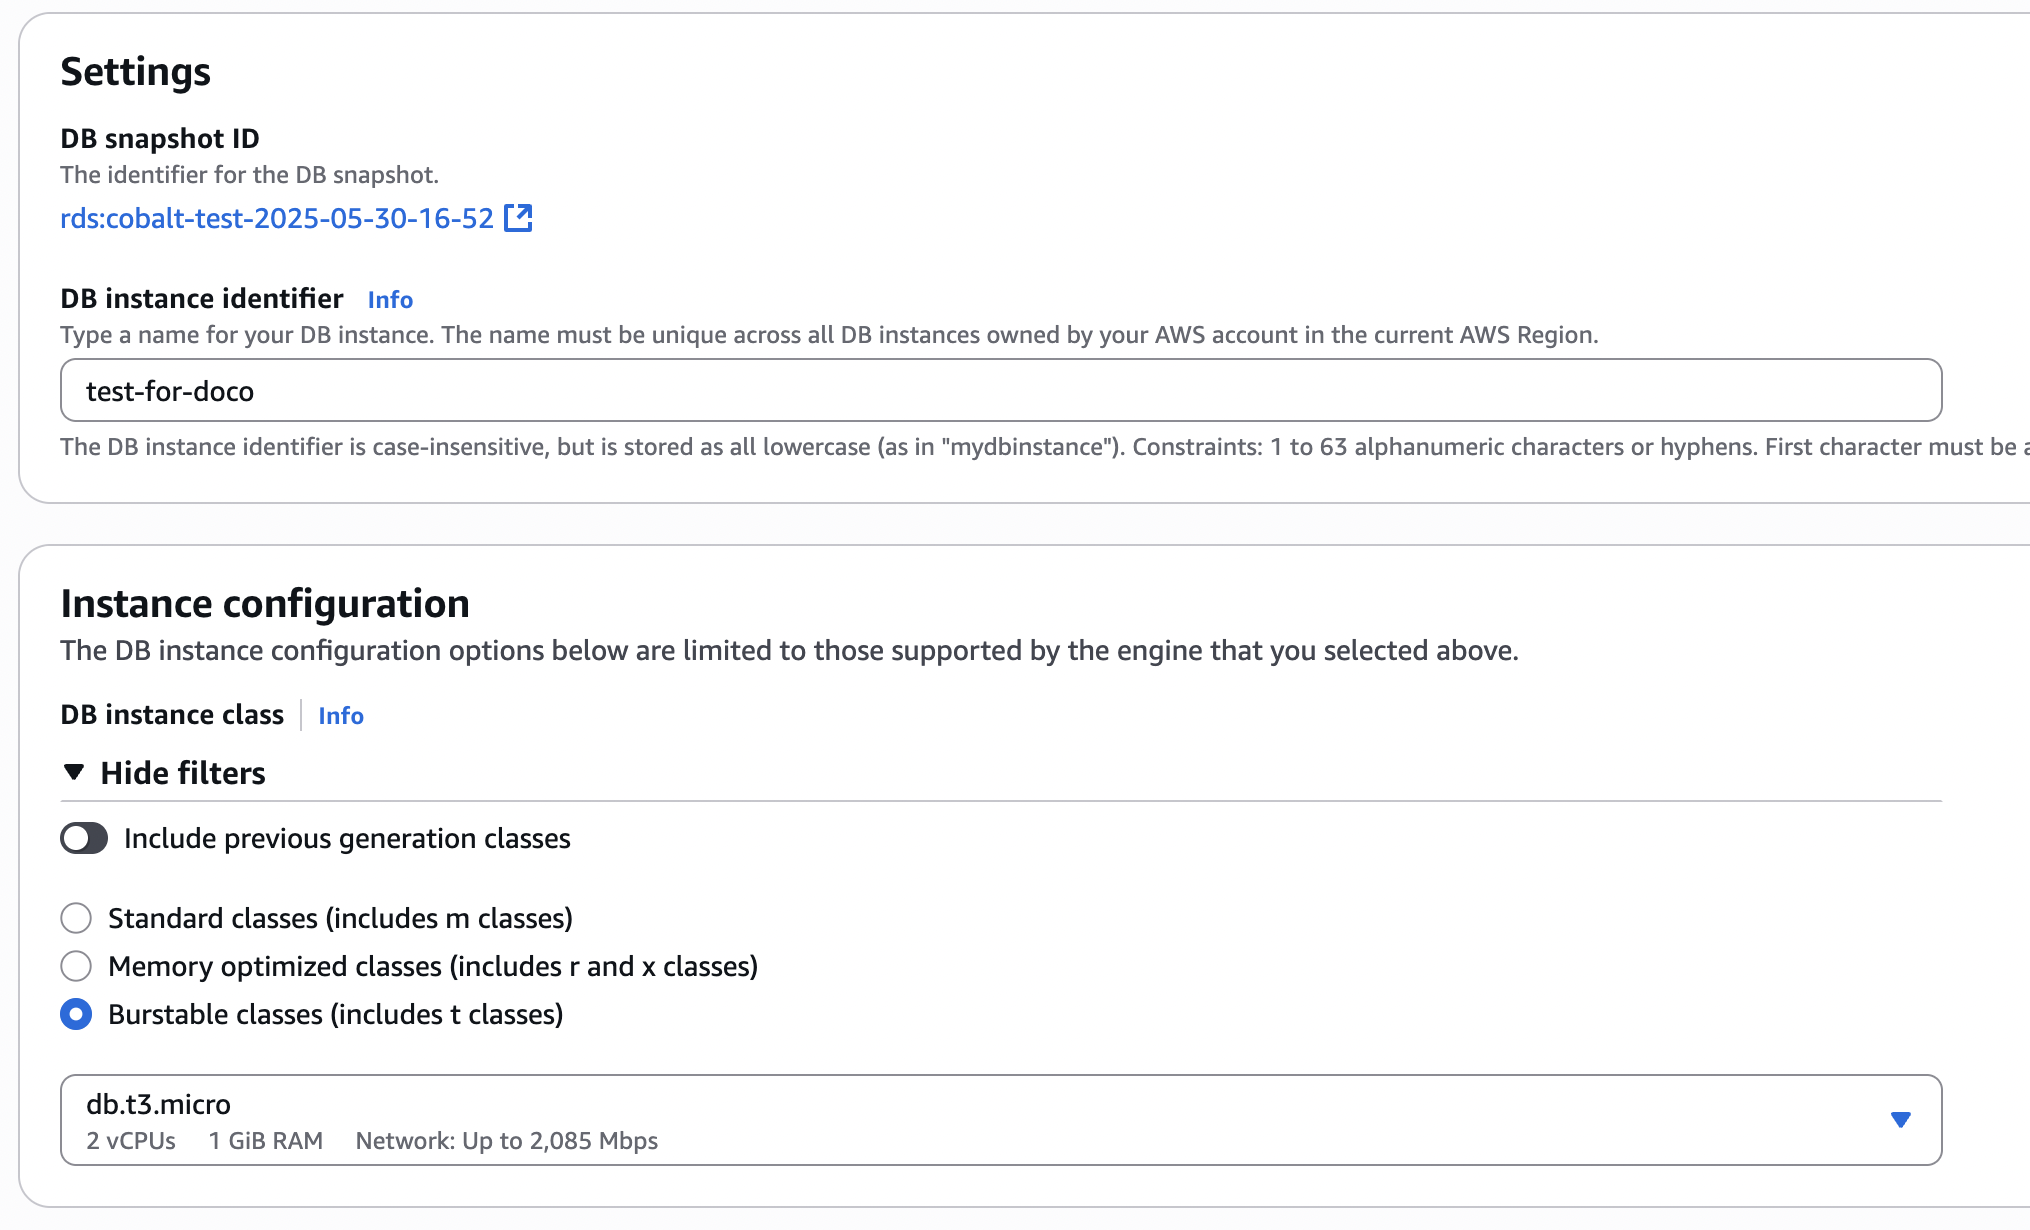 Settings
DB snapshot ID
The identifier for the DB snapshot.
rds:cobalt-test-2025-05-30-16-52
DB instance identifier Info
Type a name for your DB instance. The name must be unique across all DB instances owned by your AWS account in the current AWS Region.
test-for-doco
The DB instance identifier is case-insensitive, but is stored as all lowercase (as in "mydbinstance"). Constraints: 1 to 63 alphanumeric characters or hyphens. First character must be a
Instance configuration
The DB instance configuration options below are limited to those supported by the engine that you selected above.
DB instance class Info
Hide filters
Include previous generation classes
Standard classes (includes m classes)
Memory optimized classes (includes r and x classes)
Burstable classes (includes t classes)
db.t3.micro
2 vCPUs 1 GiB RAM Network: Up to 2,085 Mbps